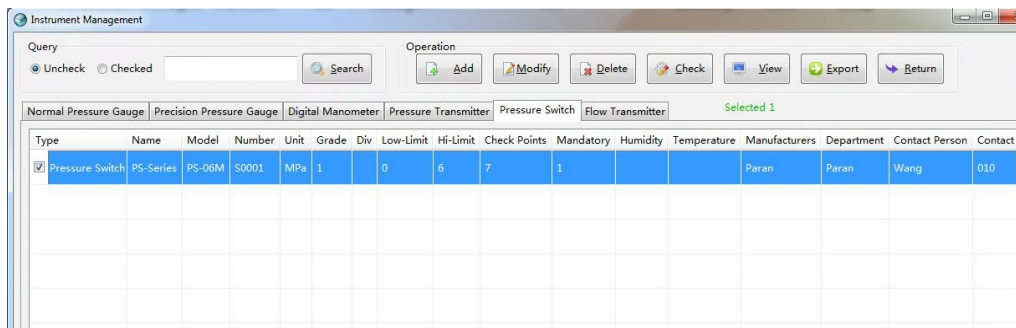 Instrument Management
Query
Operation
Uncheck Checked Search Add Modify Delete Check View Export Return
Normal Pressure Gauge Precision Pressure Gauge Digital Manometer Pressure Transmitter Pressure Switch Flow Transmitter Selected 1
Type Name Model Number Unit Grade Div Low-Limit Hi-Limit Check Points Mandatory Humidity Temperature Manufacturers Department Contact Person Contact
Pressure Switch PS-Series PS-06M S0001 MPa 1 0 6 7 1 Paran Paran Wang 010